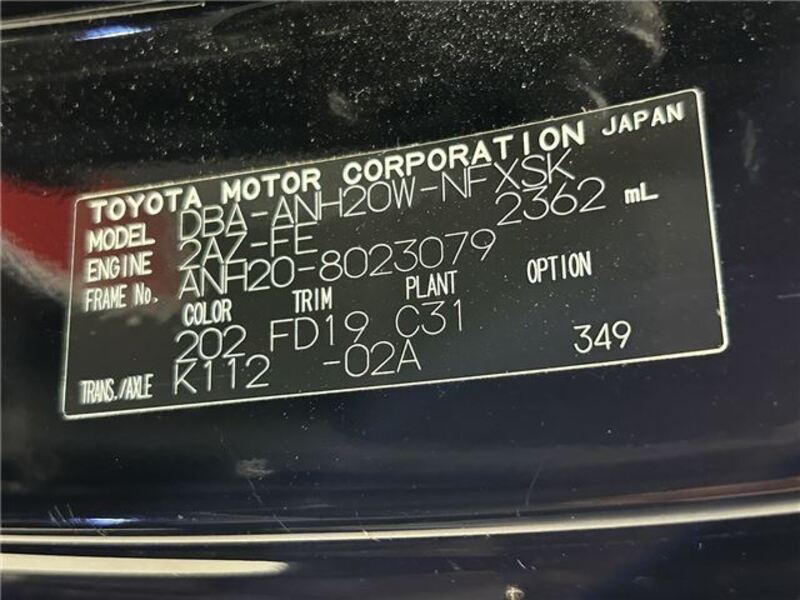 TOYOTA MOTOR CORPORATION JAPAN
MODEL DBA-ANH20W-NFXSK
ENGINE 2AZ-FE 2362 mL
FRAME No. ANH20-8023079
COLOR TRIM PLANT OPTION
202 FD19 C31
TRANS./AXLE K112 -02A 349